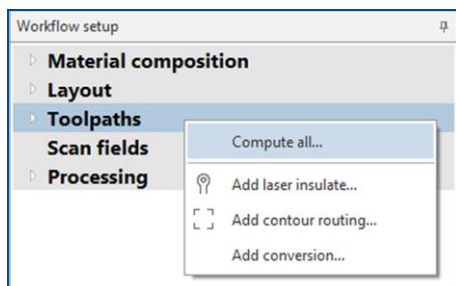 Workflow setup
Material composition
Layout
Toolpaths
Compute all...
Scan fields
Processing
Add laser insulate...
Add contour routing...
Add conversion...